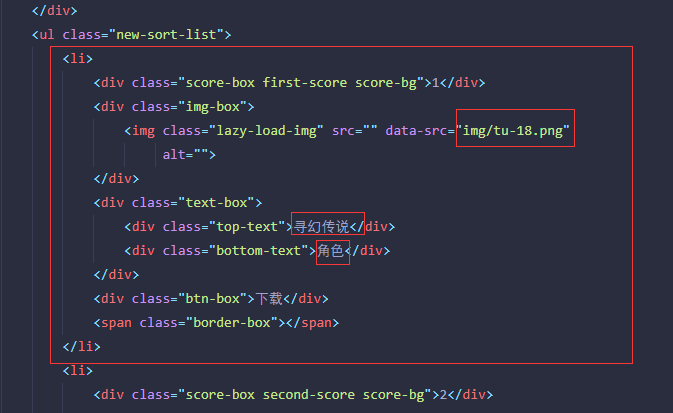 </div>
<ul class="new-sort-list">
<li>
<div class="score-box first-score score-bg">1</div>
<div class="img-box">
<img class="lazy-load-img" src="" data-src="img/tu-18.png"
alt="">
</div>
<div class="text-box">
<div class="top-text">寻幻传说</div>
<div class="bottom-text">角色</div>
</div>
<div class="btn-box">下载</div>
<span class="border-box"></span>
</li>
<li>
<div class="score-box second-score score-bg">2</div>